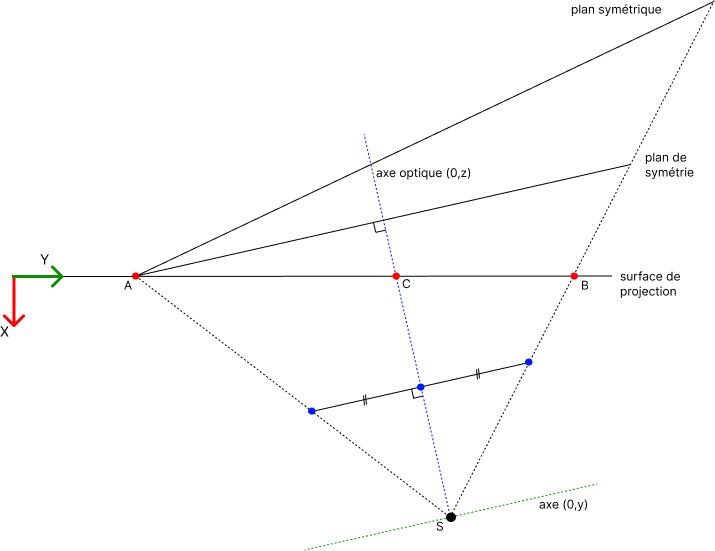 plan symétrique
axe optique (0,z)
plan de
symétrie
Y
A
C
B
surface de
projection
X
axe (0,y)
S